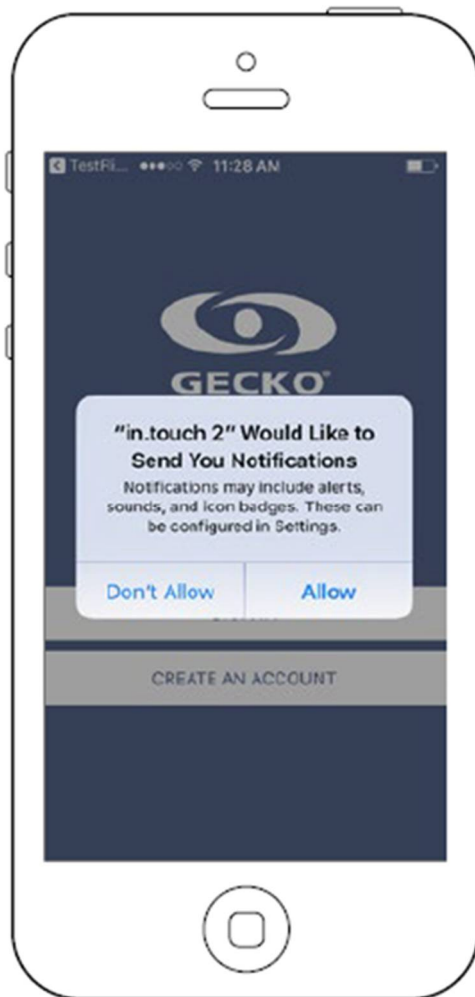 TestFli... 11:28 AM
GECKO®
"in.touch 2" Would Like to
Send You Notifications
Notifications may include alerts,
sounds, and icon badges. These can
be configured in Settings.
Don't Allow Allow
CREATE AN ACCOUNT